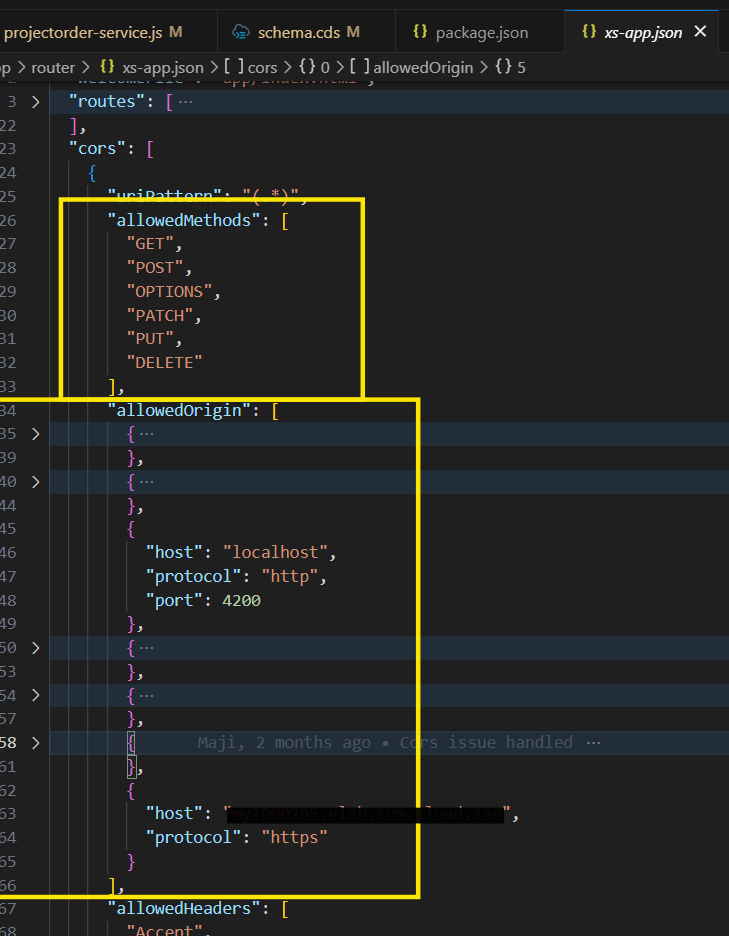 projectorder-service.js M schema.cds M {} package.json {} xs-app.json ×
router > {} xs-app.json > [ ] cors > {} 0 > [ ] allowedOrigin > {} 5
3 > "routes": [ ···
22 ],
23 "cors": [
24 {
25 "uriPattern": "(.*)",
26 "allowedMethods": [
27 "GET",
28 "POST",
29 "OPTIONS",
30 "PATCH",
31 "PUT",
32 "DELETE"
33 ],
34 "allowedOrigin": [
35 > { ···
39 },
40 > { ···
44 },
45 {
46 "host": "localhost",
47 "protocol": "http",
48 "port": 4200
49 },
50 > { ···
53 },
54 > { ···
57 },
58 > { Maji, 2 months ago • Cors issue handled ···
61 },
62 {
63 "host": "",
64 "protocol": "https"
65 }
66 ],
67 "allowedHeaders": [
68 "Accept",